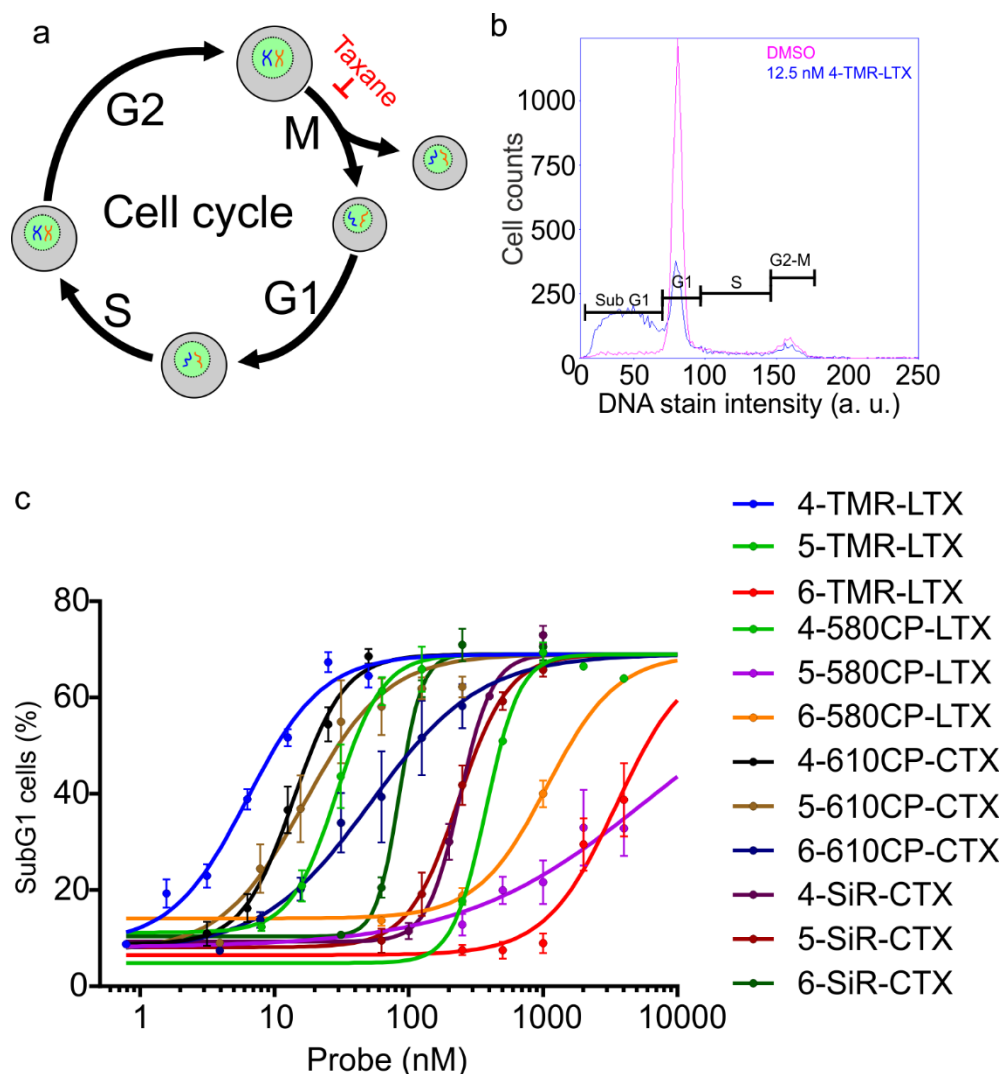 a
Taxane
G2
M
Cell cycle
S
G1
b
DMSO
12.5 nM 4-TMR-LTX
1000
750
500
250
0
Cell counts
Sub G1
G1
S
G2-M
0
50
100
150
200
250
DNA stain intensity (a. u.)
c
80
60
40
20
0
SubG1 cells (%)
1
10
100
1000
10000
Probe (nM)
4-TMR-LTX
5-TMR-LTX
6-TMR-LTX
4-580CP-LTX
5-580CP-LTX
6-580CP-LTX
4-610CP-CTX
5-610CP-CTX
6-610CP-CTX
4-SiR-CTX
5-SiR-CTX
6-SiR-CTX